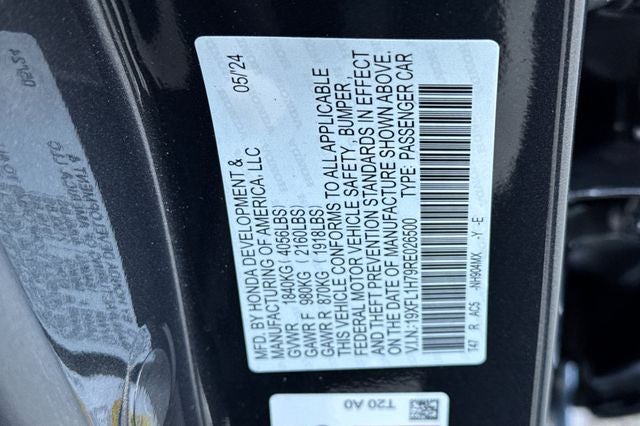 MFD. BY HONDA DEVELOPMENT & 05/'24
MANUFACTURING OF AMERICA. LLC
GVWR 1840KG ( 4056LBS)
GAWR F 980KG ( 2160LBS)
GAWR R 870KG ( 1918LBS)
THIS VEHICLE CONFORMS TO ALL APPLICABLE
FEDERAL MOTOR VEHICLE SAFETY, BUMPER,
AND THEFT PREVENTION STANDARDS IN EFFECT
ON THE DATE OF MANUFACTURE SHOWN ABOVE.
V.I.N.: 19XFL1H79RE026500 TYPE: PASSENGER CAR
T47 R AC5 -NH904MX -Y -E
T20 A0